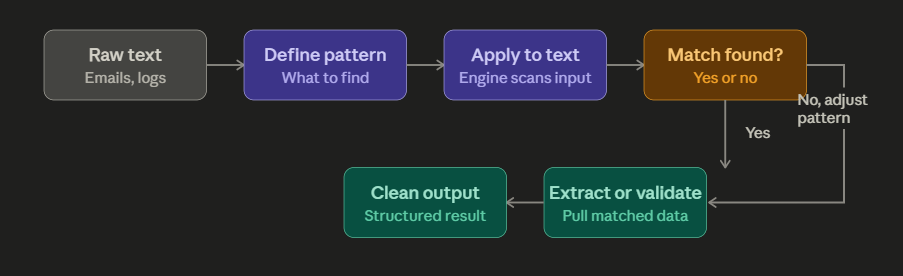 Raw text
Emails, logs
Define pattern
What to find
Apply to text
Engine scans input
Match found?
Yes or no
No, adjust
pattern
Yes
Clean output
Structured result
Extract or validate
Pull matched data